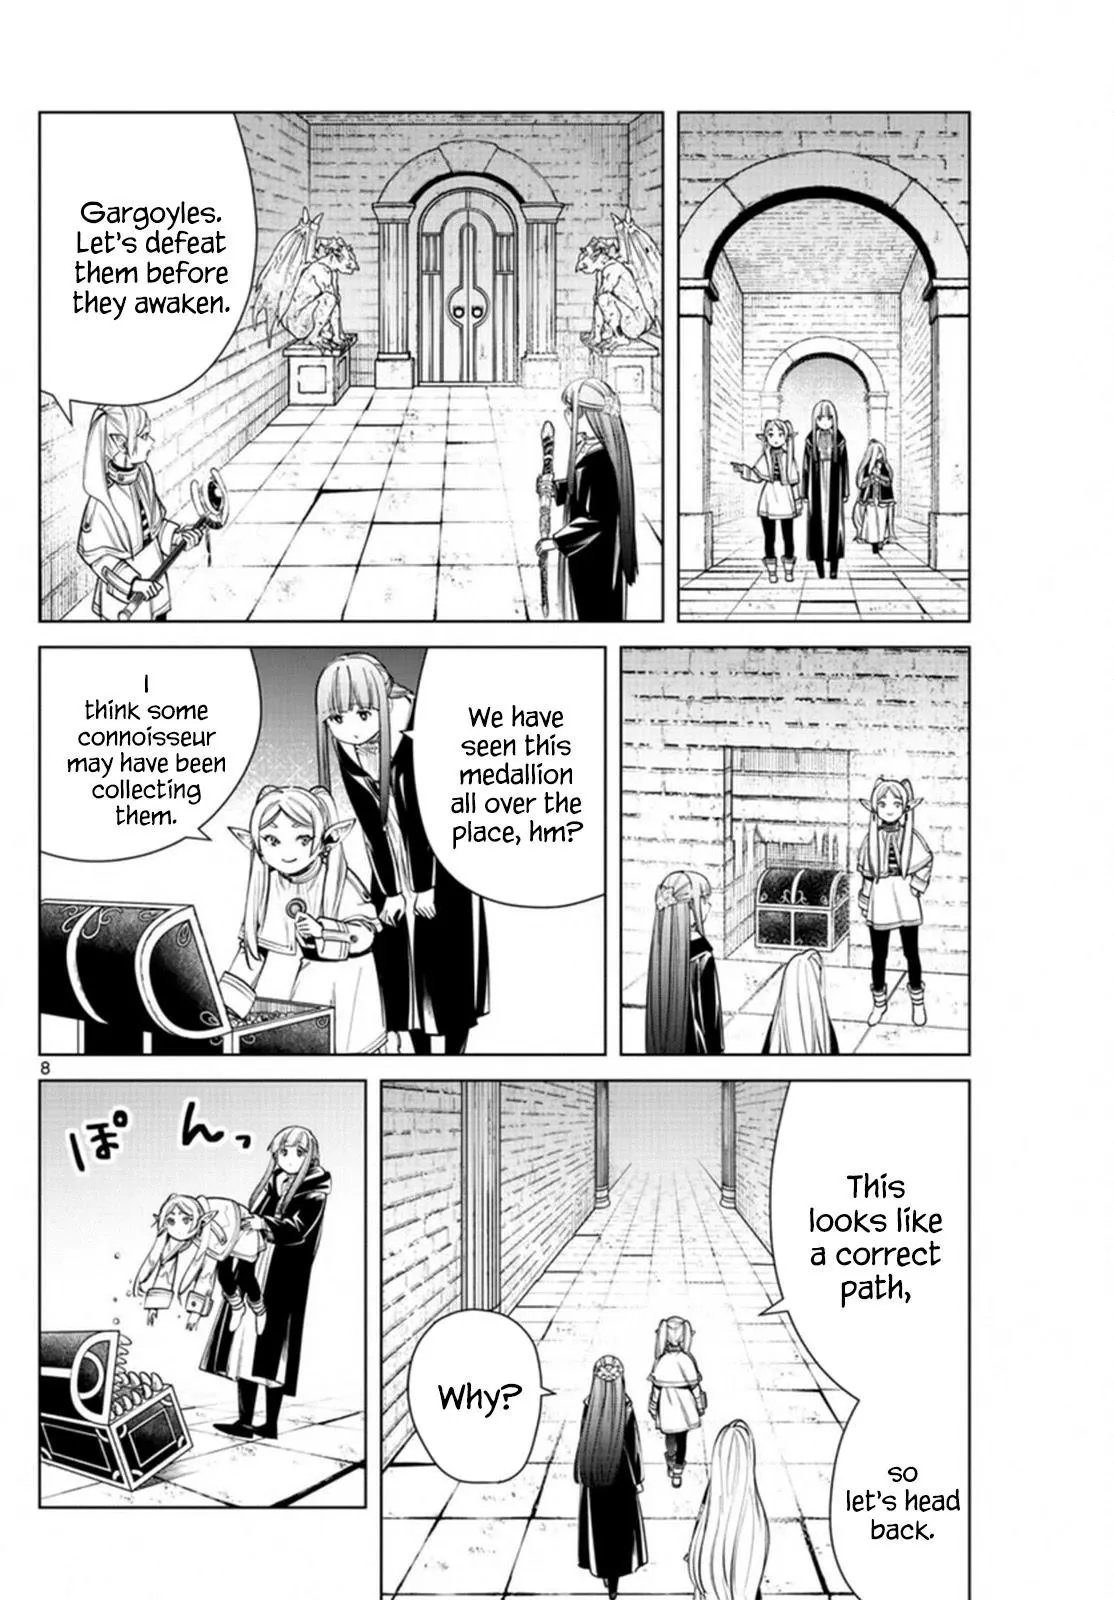 Gargoyles.
Let's defeat
them before
they awaken.
We have
seen this
medallion
all over the
place, hm?
I
think some
connoisseur
may have been
collecting
them.
8
This
looks like
a correct
path,
so
let's head
back.
Why?
ぽんっ